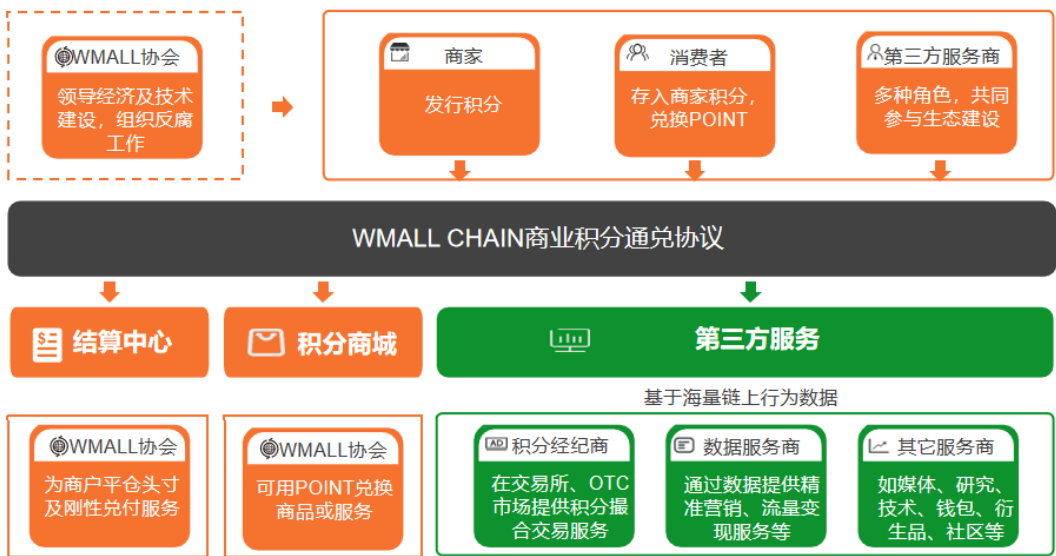 WMALL协会
领导经济及技术
建设，组织反腐
工作
商家
发行积分
消费者
存入商家积分，
兑换POINT
第三方服务商
多种角色，共同
参与生态建设
WMALL CHAIN商业积分通兑协议
结算中心
积分商城
第三方服务
基于海量链上行为数据
WMALL协会
为商户平仓头寸
及刚性兑付服务
WMALL协会
可用POINT兑换
商品或服务
AD
积分经纪商
在交易所、OTC
市场提供积分撮
合交易服务
数据服务商
通过数据提供精
准营销、流量变
现服务等
其它服务商
如媒体、研究、
技术、钱包、衍
生品、社区等